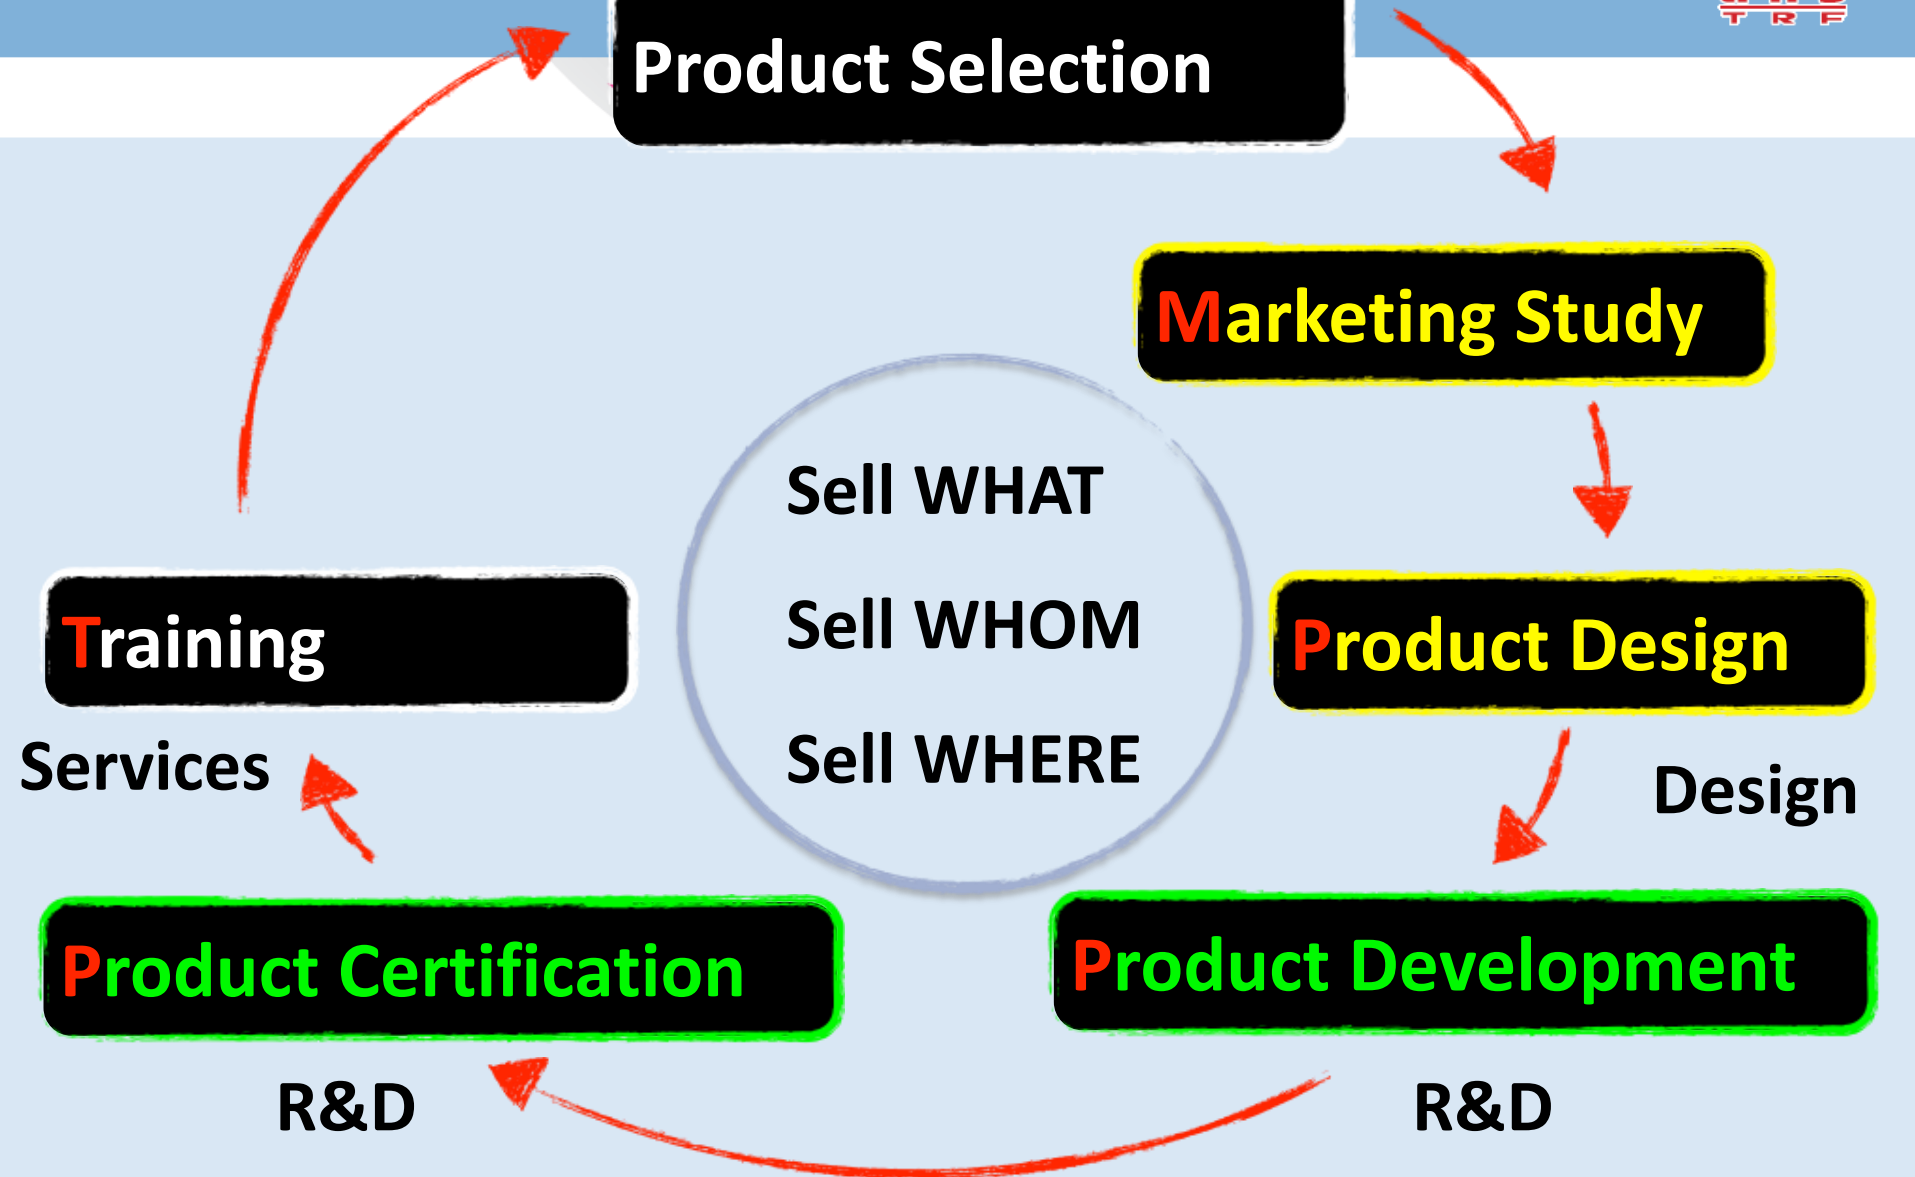 T R F
Product Selection
Marketing Study
Sell WHAT
Sell WHOM
Sell WHERE
Training
Product Design
Services
Design
Product Certification
Product Development
R&D
R&D